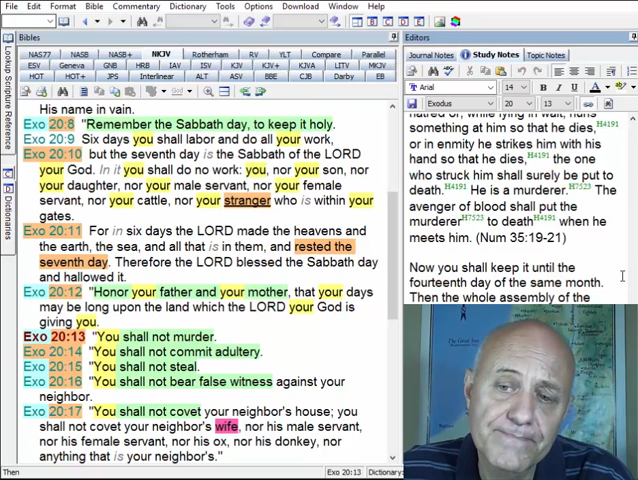 File Edit Bible Commentary Dictionary Search Options Download Window Help
Bibles
Editors
NAS77 NASB NASB+ NKJV Rotherham RV YLT Compare Parallel
ESV Geneva GNB HRB IAV ISV JPS KJV KJV+ MKJV
HOT HOT+ JPS Interlinear ALT ASV BBE CJB Darby EB
Lookup Scripture Reference
Dictionaries
His name in vain.
Exo 20:8 "Remember the Sabbath day, to keep it holy.
Exo 20:9 Six days you shall labor and do all your work,
Exo 20:10 but the seventh day is the Sabbath of the LORD
your God. In it you shall do no work: you, nor your son, nor
your daughter, nor your male servant, nor your female
servant, nor your cattle, nor your stranger who is within your
gates.
Exo 20:11 For in six days the LORD made the heavens and
the earth, the sea, and all that is in them, and rested the
seventh day. Therefore the LORD blessed the Sabbath day
and hallowed it.
Exo 20:12 "Honor your father and your mother, that your days
may be long upon the land which the LORD your God is
giving you.
Exo 20:13 "You shall not murder.
Exo 20:14 "You shall not commit adultery.
Exo 20:15 "You shall not steal.
Exo 20:16 "You shall not bear false witness against your
neighbor.
Exo 20:17 "You shall not covet your neighbor's house; you
shall not covet your neighbor's wife, nor his male servant,
nor his female servant, nor his ox, nor his donkey, nor
anything that is your neighbor's."
Then
Exo 20:13
Dictionary:
Journal Notes Study Notes Topic Notes
Arial 14
Exodus 20 13
hatred or, while lying in wait, hurls
something at him so that he dies,H4191
or in enmity he strikes him with his
hand so that he dies,H4191 the one
who struck him shall surely be put to
death.H4191 He is a murderer.H7523 The
avenger of blood shall put the
murdererH7523 to deathH4191 when he
meets him. (Num 35:19-21)
Now you shall keep it until the
fourteenth day of the same month.
Then the whole assembly of the